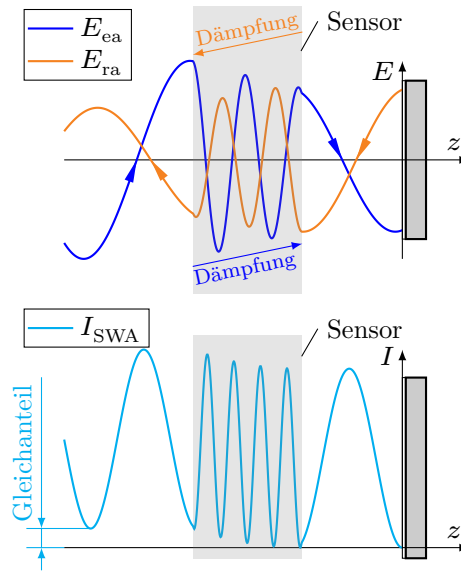 E_ea
E_ra
Dämpfung
Sensor
E
z
Dämpfung
I_SWA
Sensor
I
Gleichanteil
z